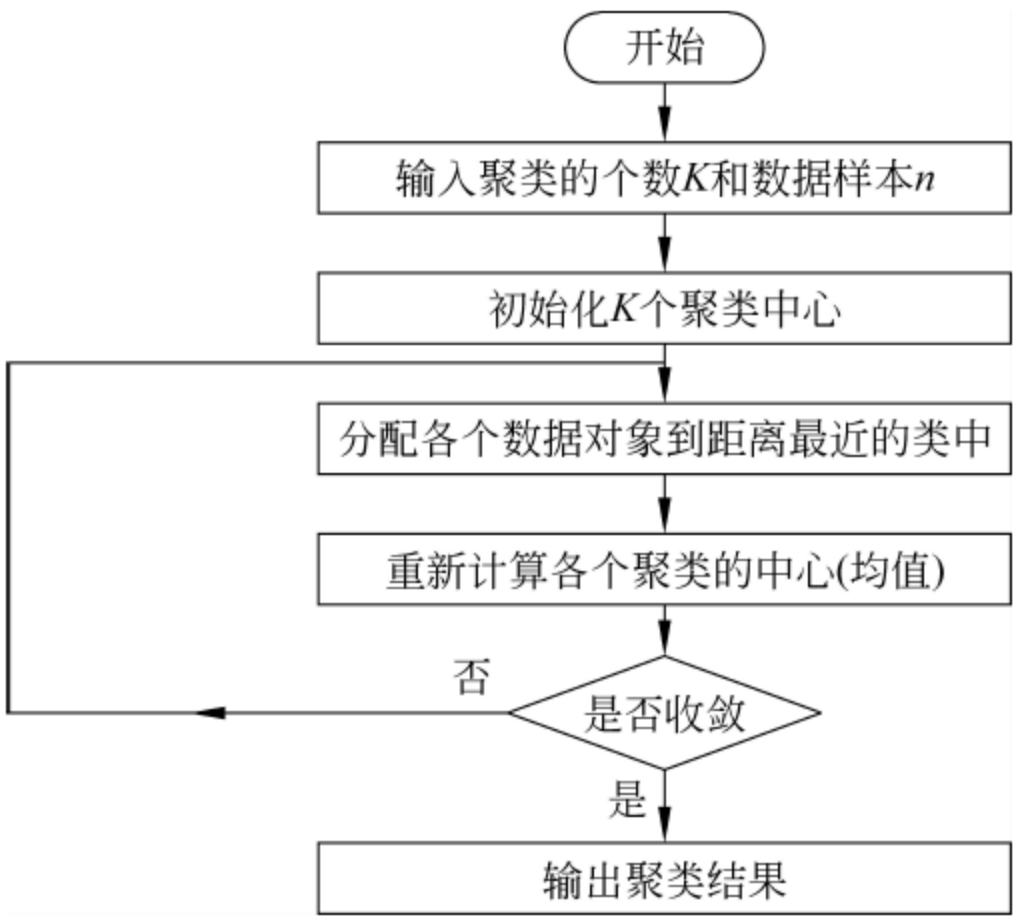 开始
输入聚类的个数K和数据样本n
初始化K个聚类中心
分配各个数据对象到距离最近的类中
重新计算各个聚类的中心(均值)
否
是否收敛
是
输出聚类结果